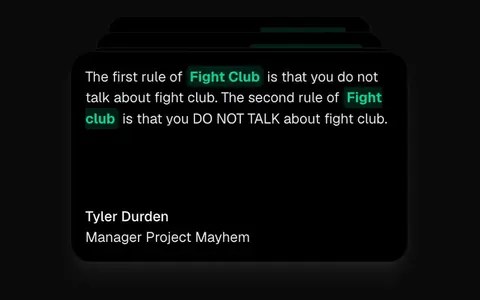 The first rule of Fight Club is that you do not
talk about fight club. The second rule of Fight
club is that you DO NOT TALK about fight club.
Tyler Durden
Manager Project Mayhem